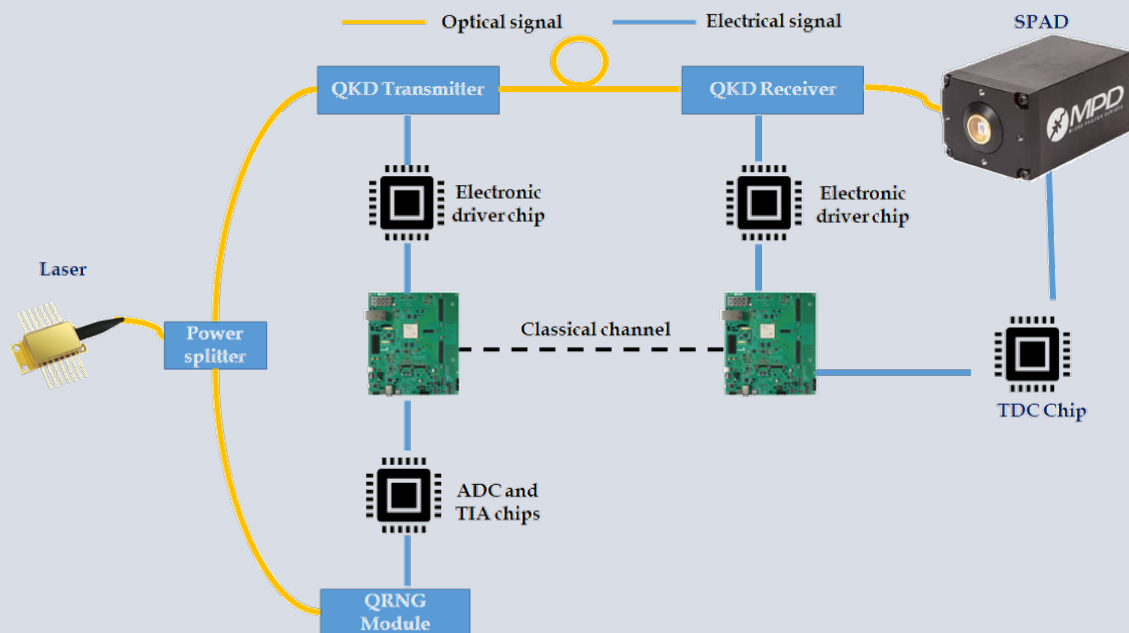 Optical signal
Electrical signal
SPAD
QKD Transmitter
QKD Receiver
MPD
Electronic
driver chip
Electronic
driver chip
Laser
Power
splitter
Classical channel
TDC Chip
ADC and
TIA chips
QRNG
Module